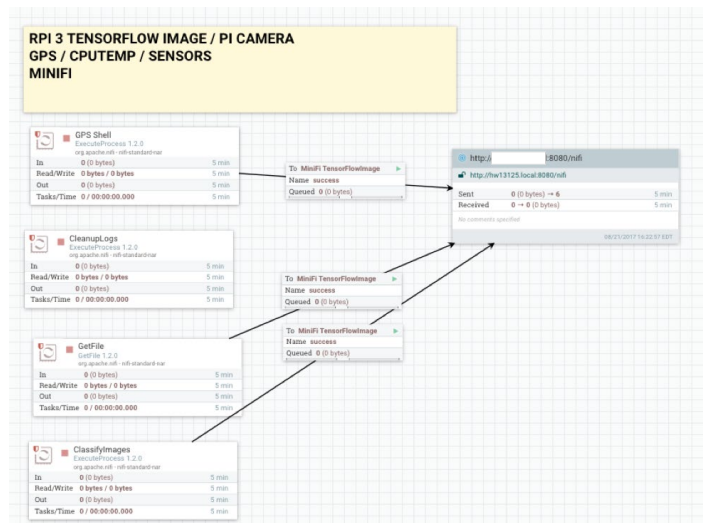 RPI 3 TENSORFLOW IMAGE / PI CAMERA
GPS / CPUTEMP / SENSORS
MINIFI
GPS Shell
ExecuteProcess 1.2.0
org.apache.nifi - nifi-standard-nar
In 0 (0 bytes) 5 min
Read/Write 0 bytes / 0 bytes 5 min
Out 0 (0 bytes) 5 min
Tasks/Time 0 / 00:00:00.000 5 min
To MiniFi TensorFlowImage
Name success
Queued 0 (0 bytes)
http:/ :8080/nifi
http://hw13125.local:8080/nifi
Sent 0 (0 bytes) → 6 5 min
Received 0 → 0 (0 bytes) 5 min
No comments specified
08/21/2017 16:22:57 EDT
CleanupLogs
ExecuteProcess 1.2.0
org.apache.nifi - nifi-standard-nar
In 0 (0 bytes) 5 min
Read/Write 0 bytes / 0 bytes 5 min
Out 0 (0 bytes) 5 min
Tasks/Time 0 / 00:00:00.000 5 min
To MiniFi TensorFlowImage
Name success
Queued 0 (0 bytes)
To MiniFi TensorFlowImage
Name success
Queued 0 (0 bytes)
GetFile
GetFile 1.2.0
org.apache.nifi - nifi-standard-nar
In 0 (0 bytes) 5 min
Read/Write 0 bytes / 0 bytes 5 min
Out 0 (0 bytes) 5 min
Tasks/Time 0 / 00:00:00.000 5 min
ClassifyImages
ExecuteProcess 1.2.0
org.apache.nifi - nifi-standard-nar
In 0 (0 bytes) 5 min
Read/Write 0 bytes / 0 bytes 5 min
Out 0 (0 bytes) 5 min
Tasks/Time 0 / 00:00:00.000 5 min